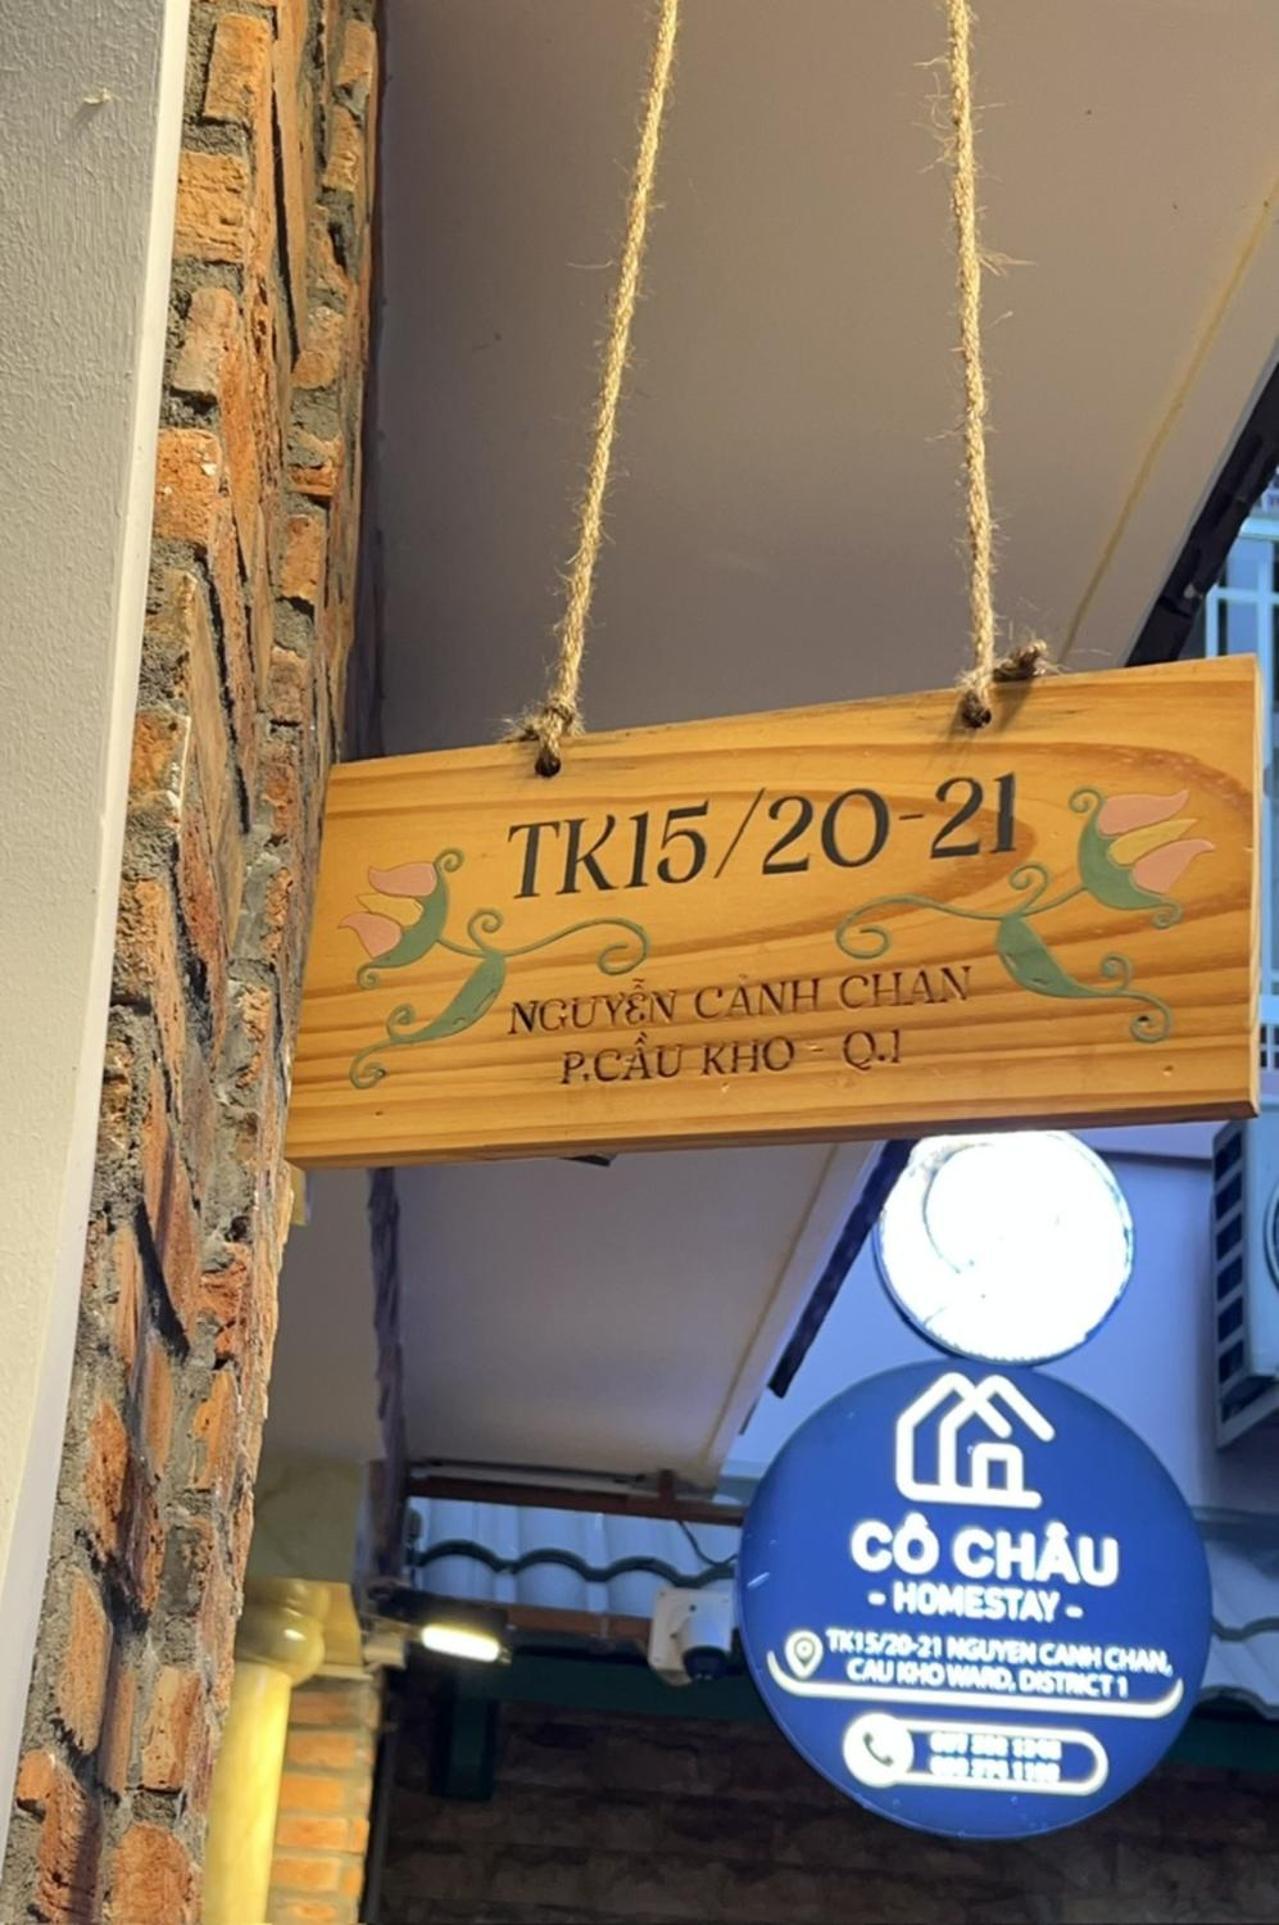 TK15/20-21
NGUYỄN CẢNH CHÂN
P.CẦU KHO - Q.1
CÔ CHÂU
- HOMESTAY -
TK15/20-21 NGUYEN CANH CHAN,
CAU KHO WARD, DISTRICT 1